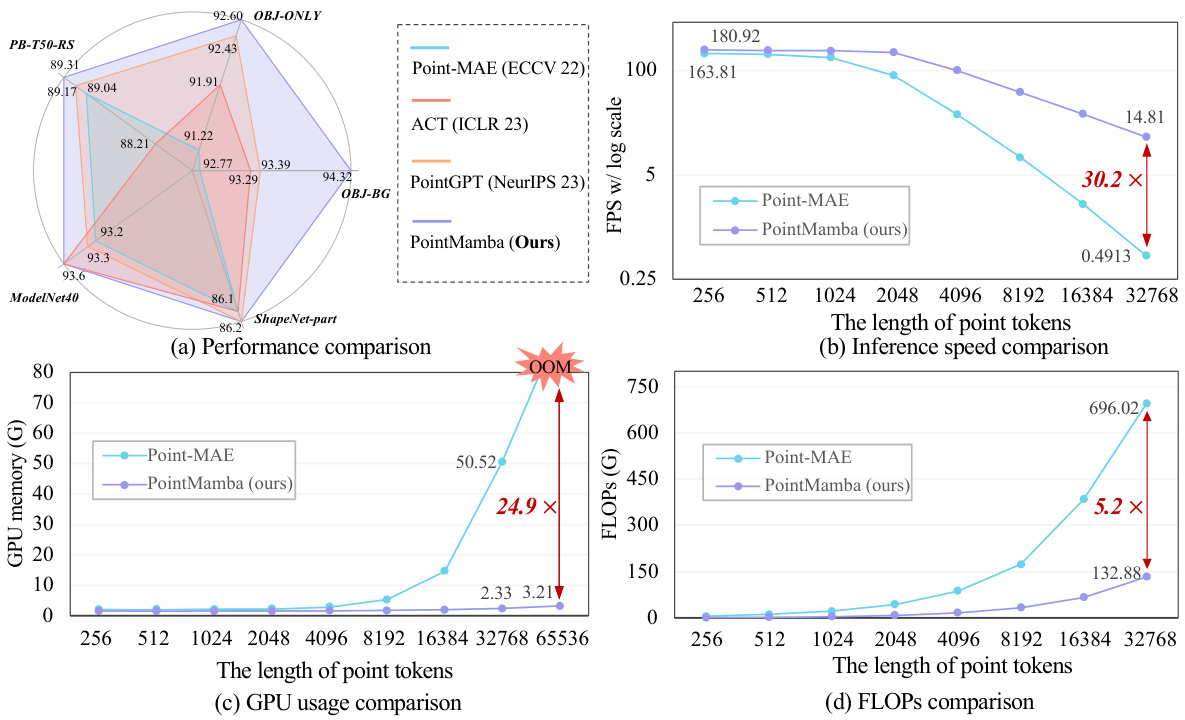 92.60
OBJ-ONLY
PB-T50-RS
92.43
89.31
89.17
89.04
91.91
88.21
91.22
92.77
93.39
93.29
94.32
OBJ-BG
93.2
93.3
93.6
ModelNet40
86.1
86.2
ShapeNet-part
Point-MAE (ECCV 22)
ACT (ICLR 23)
PointGPT (NeurIPS 23)
PointMamba (Ours)
(a) Performance comparison
FPS w/ log scale
100
5
0.25
180.92
163.81
14.81
30.2 ×
0.4913
Point-MAE
PointMamba (ours)
256 512 1024 2048 4096 8192 16384 32768
The length of point tokens
(b) Inference speed comparison
GPU memory (G)
80
70
60
50
40
30
20
10
0
OOM
Point-MAE
PointMamba (ours)
50.52
24.9 ×
2.33 3.21
256 512 1024 2048 4096 8192 16384 32768 65536
The length of point tokens
(c) GPU usage comparison
FLOPs (G)
750
600
450
300
150
0
696.02
Point-MAE
PointMamba (ours)
5.2 ×
132.88
256 512 1024 2048 4096 8192 16384 32768
The length of point tokens
(d) FLOPs comparison